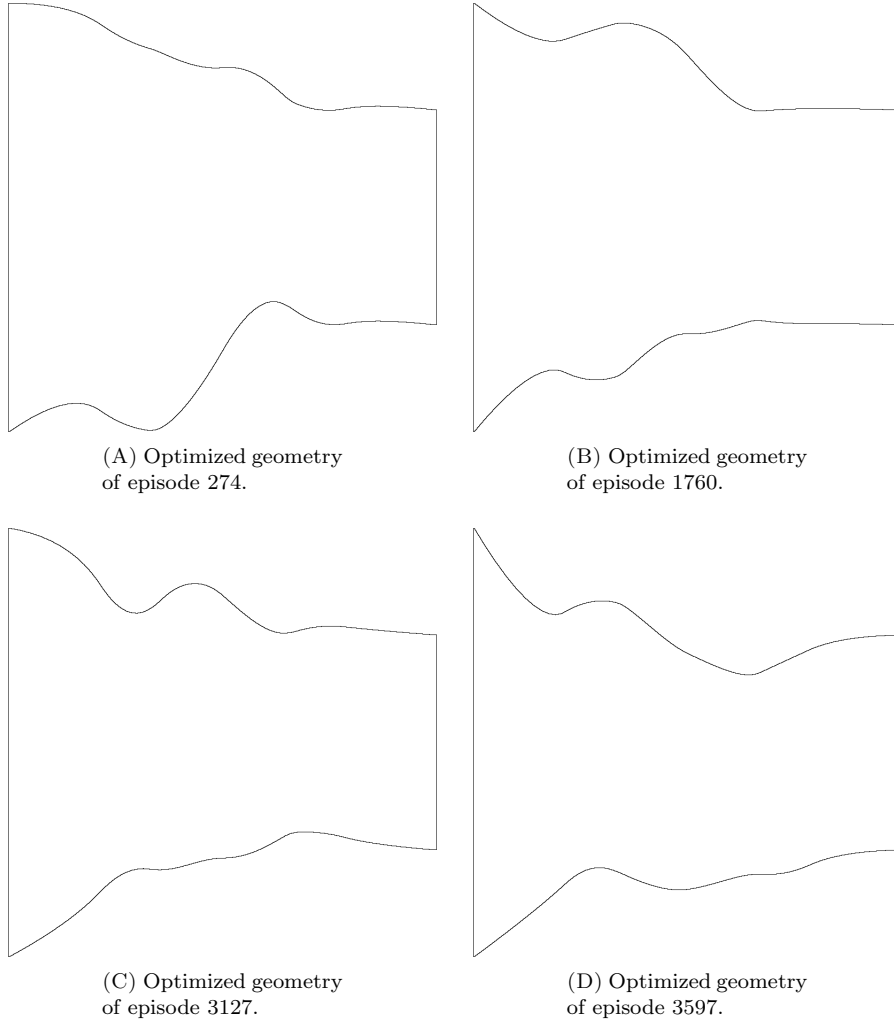 (A) Optimized geometry
of episode 274.
(B) Optimized geometry
of episode 1760.
(C) Optimized geometry
of episode 3127.
(D) Optimized geometry
of episode 3597.